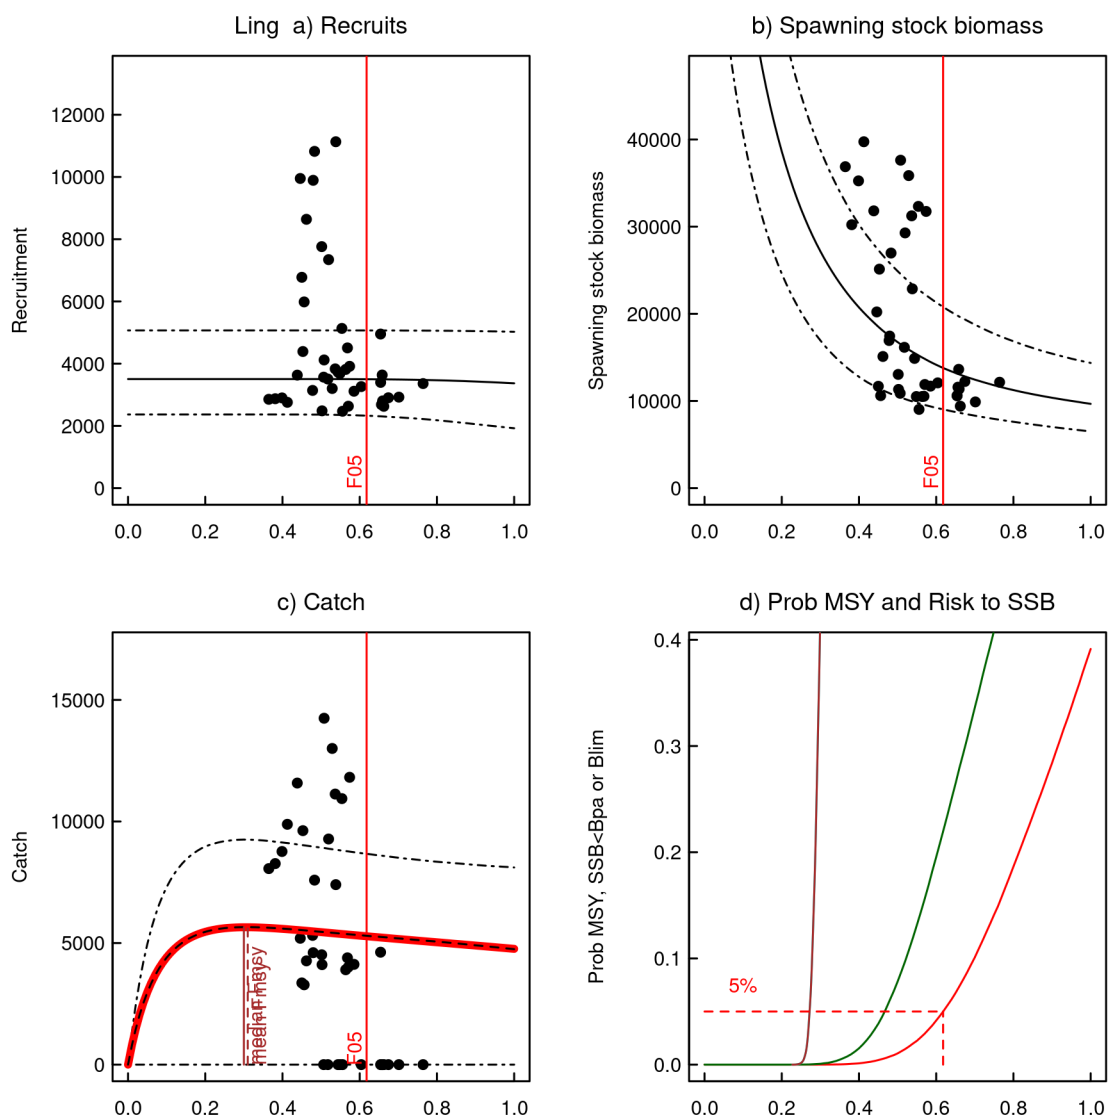 Ling  a) Recruits
Recruitment
12000
10000
8000
6000
4000
2000
0
F05
0.0 0.2 0.4 0.6 0.8 1.0
b) Spawning stock biomass
Spawning stock biomass
40000
30000
20000
10000
0
F05
0.0 0.2 0.4 0.6 0.8 1.0
c) Catch
Catch
15000
10000
5000
0
F05
0.0 0.2 0.4 0.6 0.8 1.0
d) Prob MSY and Risk to SSB
Prob MSY, SSB<Bpa or Blim
0.4
0.3
0.2
0.1
0.0
5%
0.0 0.2 0.4 0.6 0.8 1.0